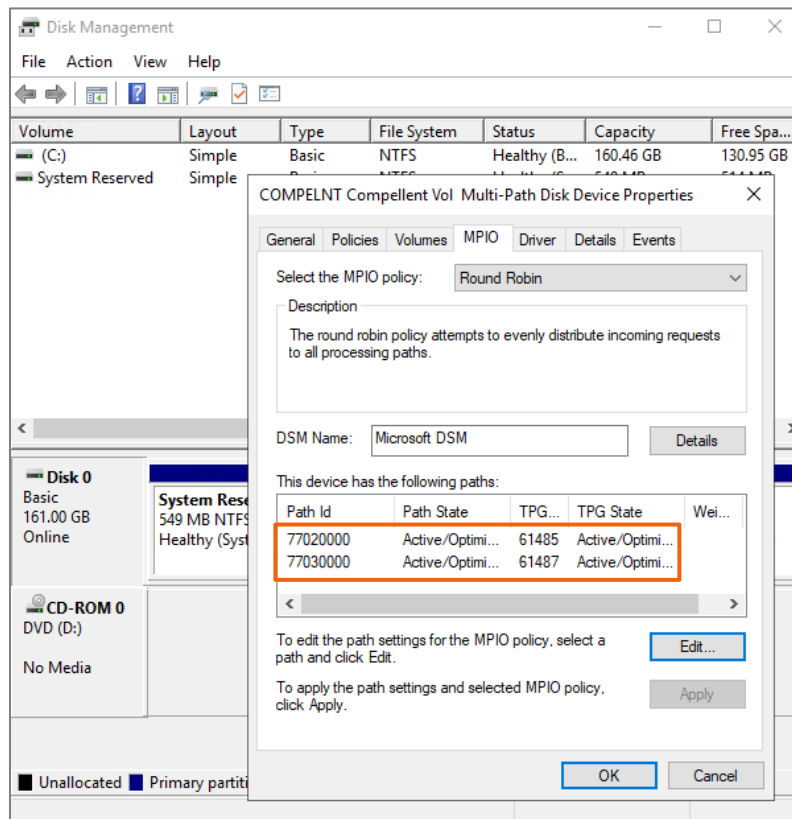 Disk Management
File Action View Help
Volume Layout Type File System Status Capacity Free Spa...
(C:) Simple Basic NTFS Healthy (B... 160.46 GB 130.95 GB
System Reserved Simple
COMPELNT Compellent Vol Multi-Path Disk Device Properties
General Policies Volumes MPIO Driver Details Events
Select the MPIO policy: Round Robin
Description
The round robin policy attempts to evenly distribute incoming requests
to all processing paths.
DSM Name: Microsoft DSM Details
This device has the following paths:
Path Id Path State TPG... TPG State Wei...
77020000 Active/Optimi... 61485 Active/Optimi...
77030000 Active/Optimi... 61487 Active/Optimi...
To edit the path settings for the MPIO policy, select a
path and click Edit.
Edit...
To apply the path settings and selected MPIO policy,
click Apply.
Apply
OK Cancel
Disk 0
Basic
161.00 GB
Online
System Rese
549 MB NTFS
Healthy (Syst
CD-ROM 0
DVD (D:)
No Media
Unallocated Primary partiti